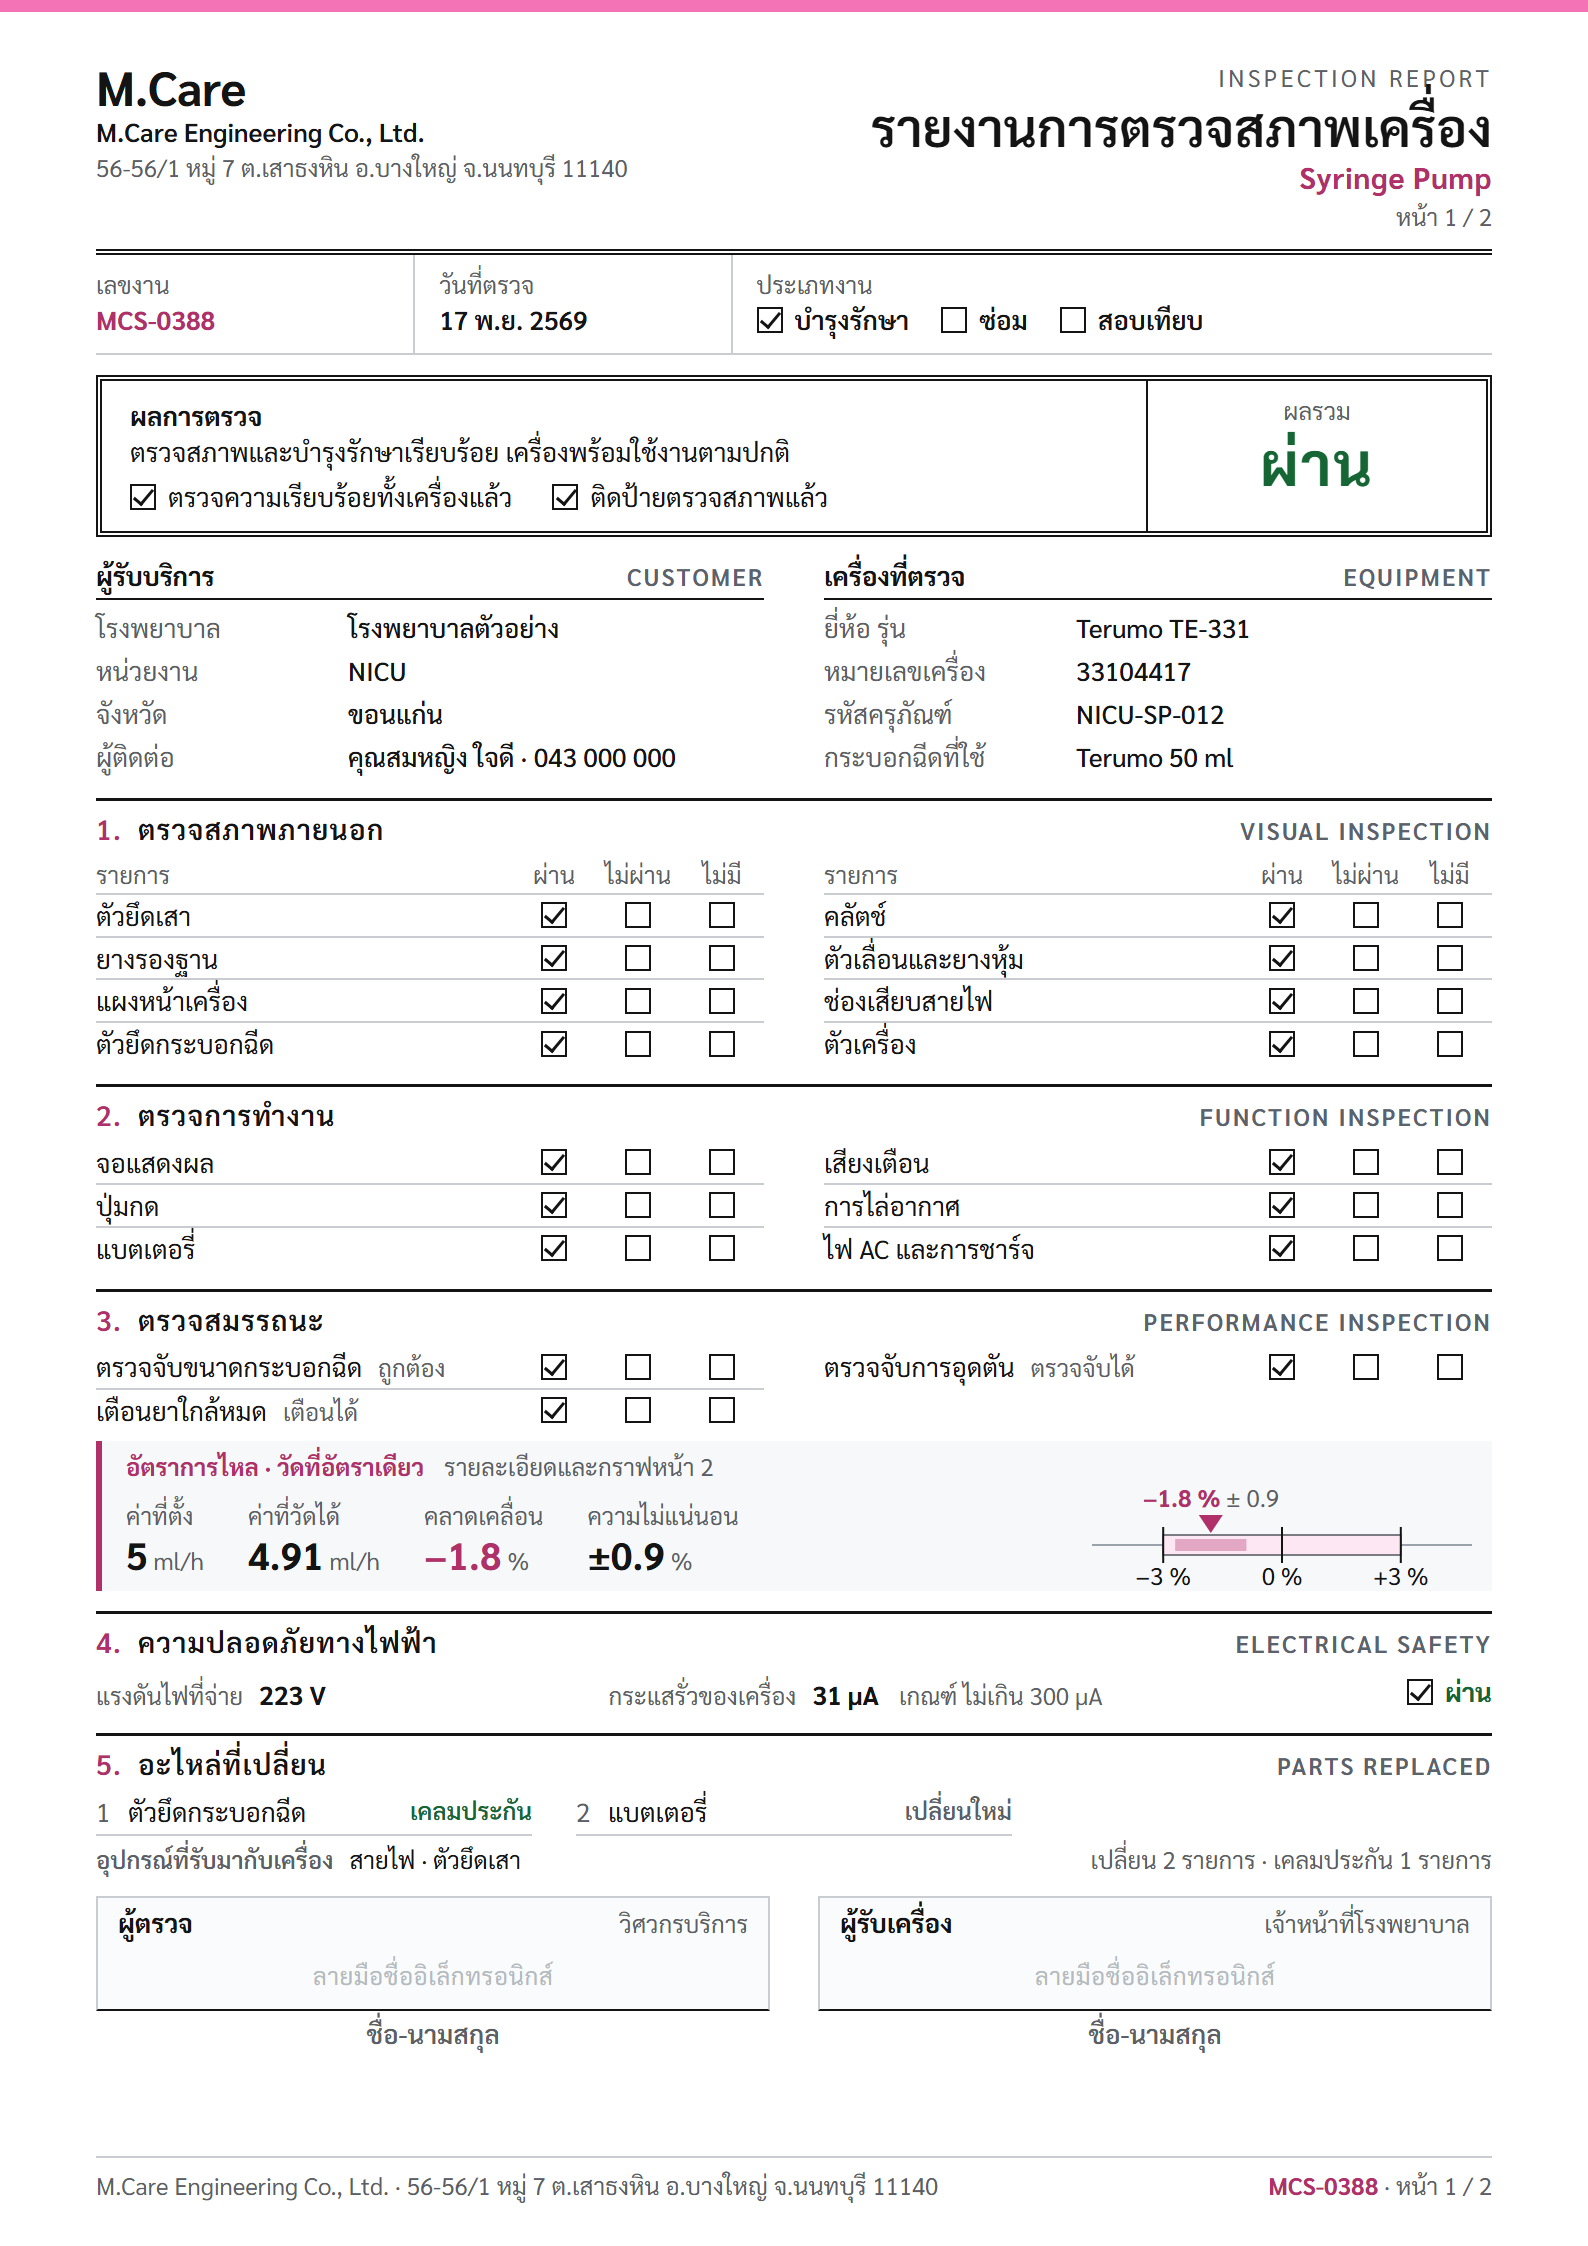 M.Care
M.Care Engineering Co., Ltd.
56-56/1 หมู่ 7 ต.เสาธงหิน อ.บางใหญ่ จ.นนทบุรี 11140
INSPECTION REPORT
รายงานการตรวจสภาพเครื่อง
Syringe Pump
หน้า 1 / 2
เลขงาน
MCS-0388
วันที่ตรวจ
17 พ.ย. 2569
ประเภทงาน
บำรุงรักษา ซ่อม สอบเทียบ
ผลการตรวจ
ตรวจสภาพและบำรุงรักษาเรียบร้อย เครื่องพร้อมใช้งานตามปกติ
ตรวจความเรียบร้อยทั้งเครื่องแล้ว ติดป้ายตรวจสภาพแล้ว
ผลรวม
ผ่าน
ผู้รับบริการ CUSTOMER
โรงพยาบาล โรงพยาบาลตัวอย่าง
หน่วยงาน NICU
จังหวัด ขอนแก่น
ผู้ติดต่อ คุณสมหญิง ใจดี · 043 000 000
เครื่องที่ตรวจ EQUIPMENT
ยี่ห้อ รุ่น Terumo TE-331
หมายเลขเครื่อง 33104417
รหัสครุภัณฑ์ NICU-SP-012
กระบอกฉีดที่ใช้ Terumo 50 ml
1. ตรวจสภาพภายนอก VISUAL INSPECTION
รายการ ผ่าน ไม่ผ่าน ไม่มี รายการ ผ่าน ไม่ผ่าน ไม่มี
ตัวยึดเสา คลัตช์
ยางรองฐาน ตัวเลื่อนและยางหุ้ม
แผงหน้าเครื่อง ช่องเสียบสายไฟ
ตัวยึดกระบอกฉีด ตัวเครื่อง
2. ตรวจการทำงาน FUNCTION INSPECTION
จอแสดงผล เสียงเตือน
ปุ่มกด การไล่อากาศ
แบตเตอรี่ ไฟ AC และการชาร์จ
3. ตรวจสมรรถนะ PERFORMANCE INSPECTION
ตรวจจับขนาดกระบอกฉีด ถูกต้อง ตรวจจับการอุดตัน ตรวจจับได้
เตือนยาใกล้หมด เตือนได้
อัตราการไหล · วัดที่อัตราเดียว รายละเอียดและกราฟหน้า 2
ค่าที่ตั้ง ค่าที่วัดได้ คลาดเคลื่อน ความไม่แน่นอน
5 ml/h 4.91 ml/h −1.8 % ±0.9 %
−1.8 % ± 0.9
−3 % 0 % +3 %
4. ความปลอดภัยทางไฟฟ้า ELECTRICAL SAFETY
แรงดันไฟที่จ่าย 223 V กระแสรั่วของเครื่อง 31 µA เกณฑ์ ไม่เกิน 300 µA ผ่าน
5. อะไหล่ที่เปลี่ยน PARTS REPLACED
1 ตัวยึดกระบอกฉีด เคลมประกัน 2 แบตเตอรี่ เปลี่ยนใหม่
อุปกรณ์ที่รับมากับเครื่อง สายไฟ · ตัวยึดเสา เปลี่ยน 2 รายการ · เคลมประกัน 1 รายการ
ผู้ตรวจ วิศวกรบริการ
ลายมือชื่ออิเล็กทรอนิกส์
ชื่อ-นามสกุล
ผู้รับเครื่อง เจ้าหน้าที่โรงพยาบาล
ลายมือชื่ออิเล็กทรอนิกส์
ชื่อ-นามสกุล
M.Care Engineering Co., Ltd. · 56-56/1 หมู่ 7 ต.เสาธงหิน อ.บางใหญ่ จ.นนทบุรี 11140 MCS-0388 · หน้า 1 / 2